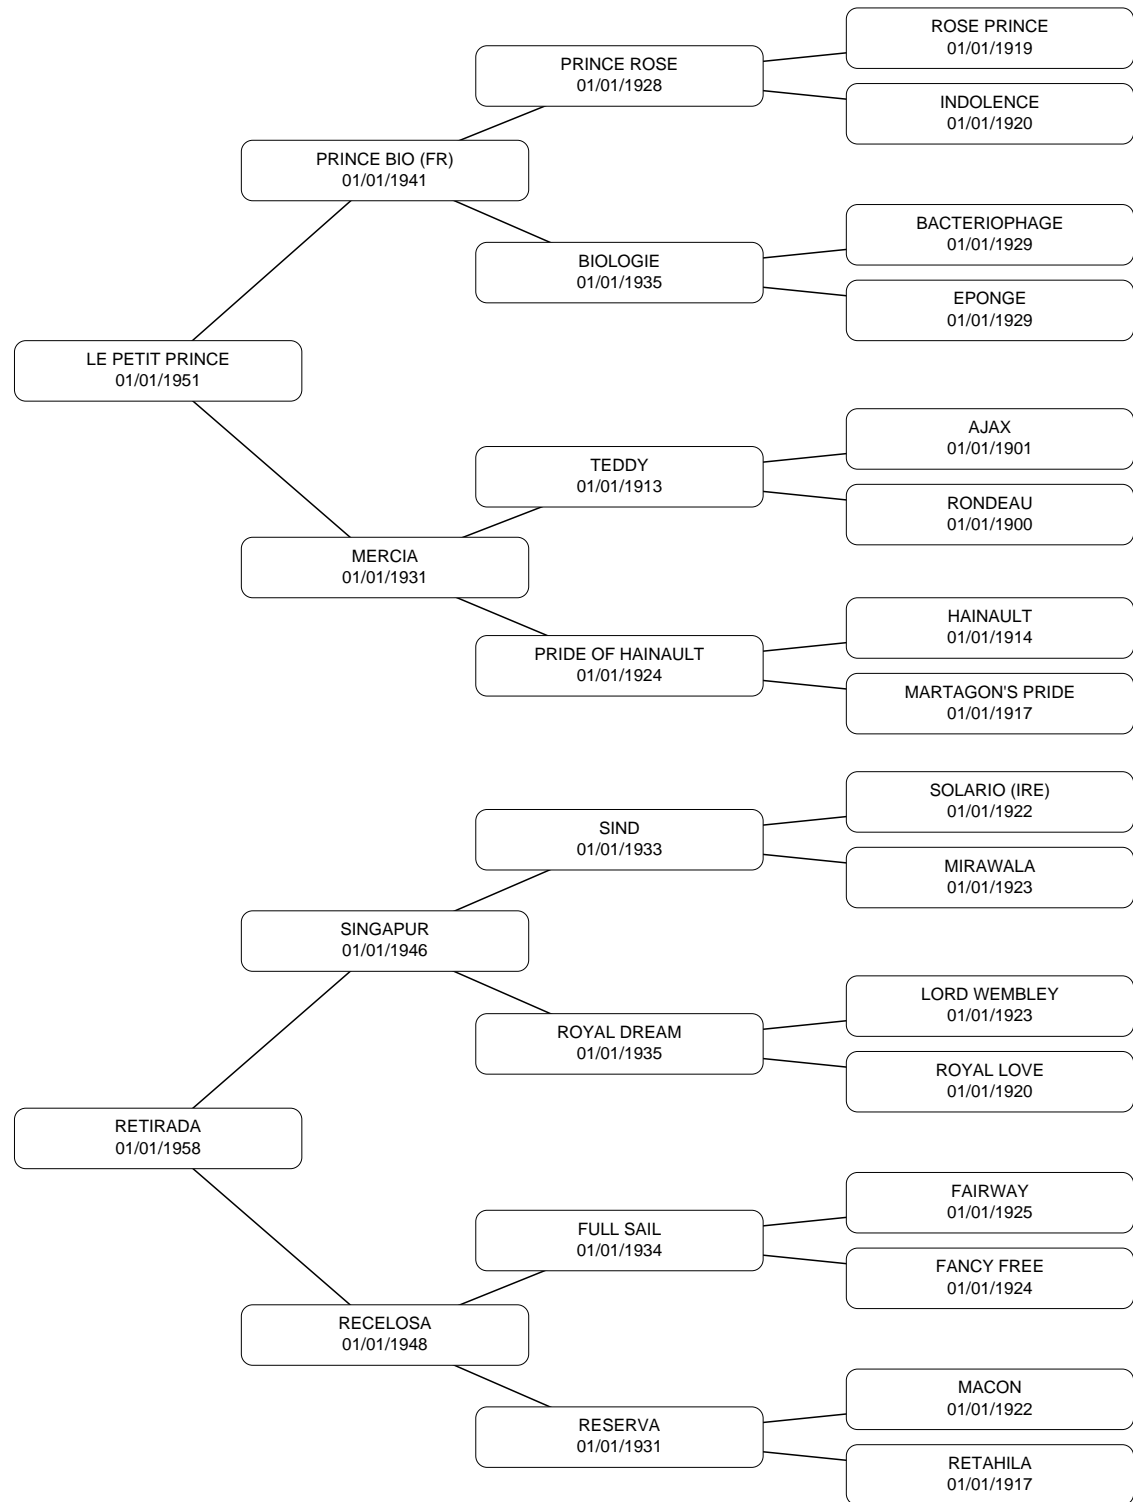 ROSE PRINCE
01/01/1919
PRINCE ROSE
01/01/1928
INDOLENCE
01/01/1920
PRINCE BIO (FR)
01/01/1941
BACTERIOPHAGE
01/01/1929
BIOLOGIE
01/01/1935
EPONGE
01/01/1929
LE PETIT PRINCE
01/01/1951
AJAX
01/01/1901
TEDDY
01/01/1913
RONDEAU
01/01/1900
MERCIA
01/01/1931
HAINAULT
01/01/1914
PRIDE OF HAINAULT
01/01/1924
MARTAGON'S PRIDE
01/01/1917
SOLARIO (IRE)
01/01/1922
SIND
01/01/1933
MIRAWALA
01/01/1923
SINGAPUR
01/01/1946
LORD WEMBLEY
01/01/1923
ROYAL DREAM
01/01/1935
ROYAL LOVE
01/01/1920
RETIRADA
01/01/1958
FAIRWAY
01/01/1925
FULL SAIL
01/01/1934
FANCY FREE
01/01/1924
RECELOSA
01/01/1948
MACON
01/01/1922
RESERVA
01/01/1931
RETAHILA
01/01/1917